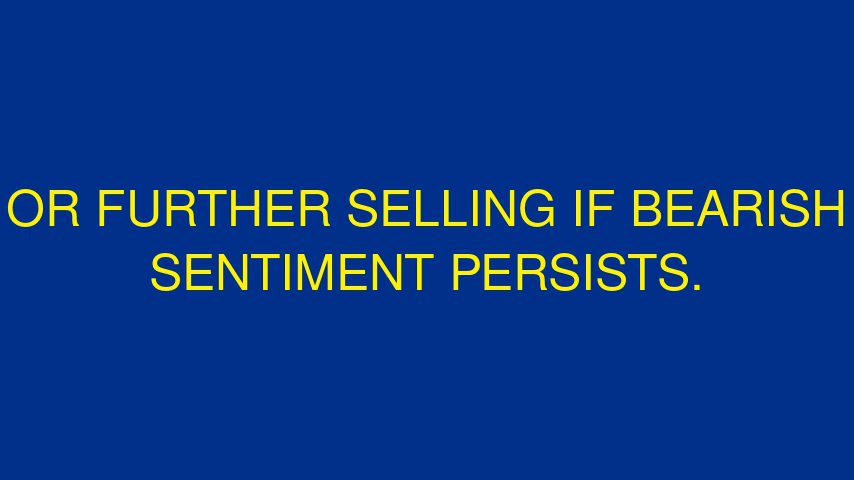 OR FURTHER SELLING IF BEARISH
SENTIMENT PERSISTS.